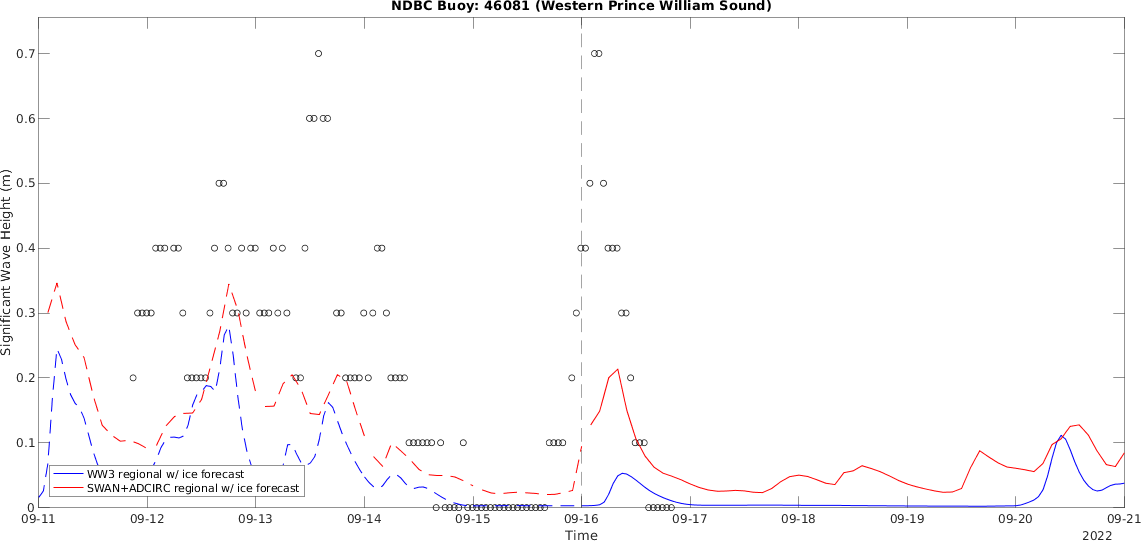 NDBC Buoy: 46081 (Western Prince William Sound)
0.7
0.6
0.5
0.4
0.3
0.2
0.1
0
Significant Wave Height (m)
WW3 regional w/ ice forecast
SWAN+ADCIRC regional w/ ice forecast
09-11 09-12 09-13 09-14 09-15 09-16 09-17 09-18 09-19 09-20 09-21
Time
2022